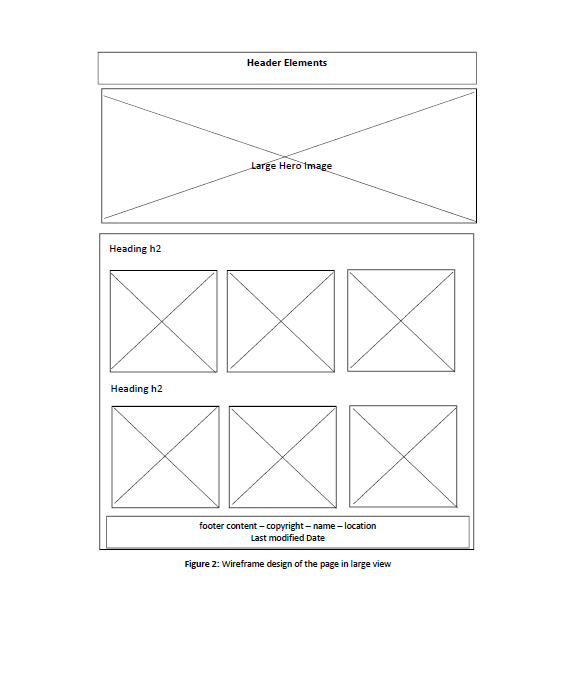 Header Elements
Large Hero Image
Heading h2
Heading h2
footer content – copyright – name – location
Last modified Date
Figure 2: Wireframe design of the page in large view